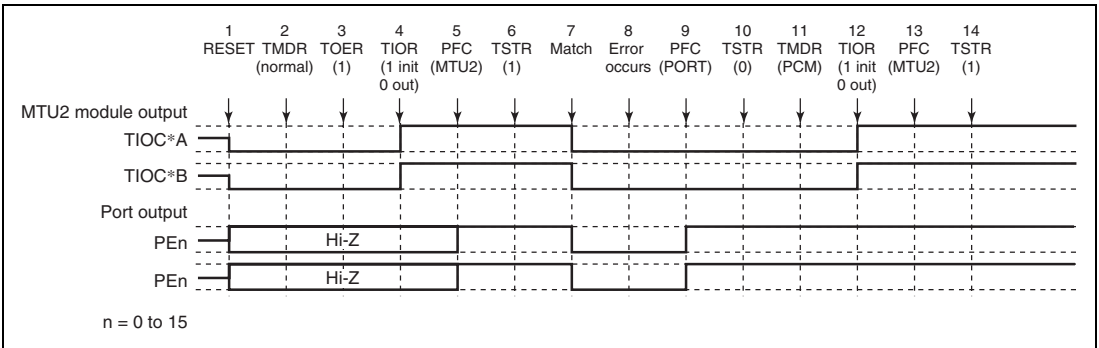 1 2 3 4 5 6 7 8 9 10 11 12 13 14
RESET TMDR TOER TIOR PFC TSTR Match Error PFC TSTR TMDR TIOR PFC TSTR
(normal) (1) (1 init (MTU2) (1) occurs (PORT) (0) (PCM) (1 init (MTU2) (1)
0 out) 0 out)
MTU2 module output
TIOC*A
TIOC*B
Port output
PEn Hi-Z
PEn Hi-Z
n = 0 to 15